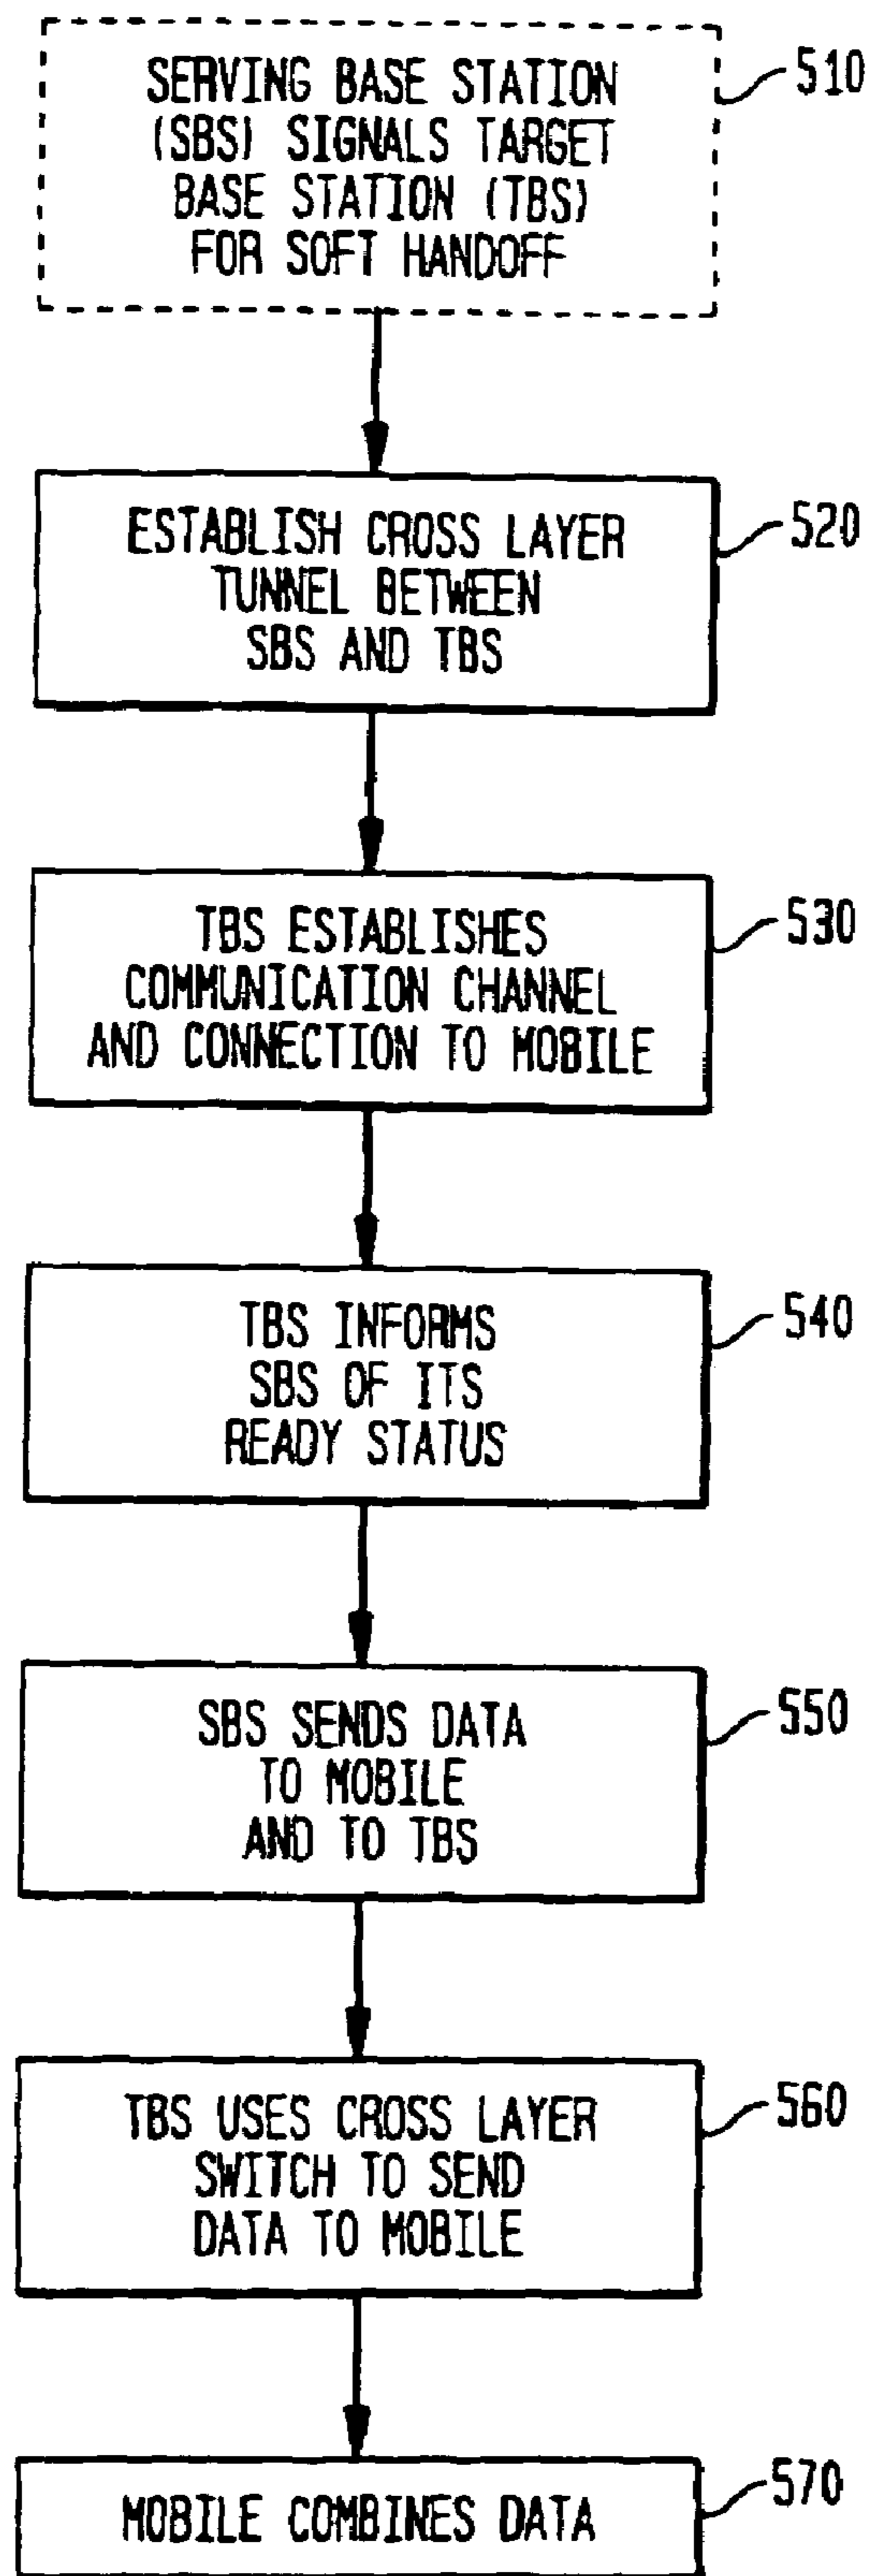 SERVING BASE STATION
(SBS) SIGNALS TARGET
BASE STATION (TBS)
FOR SOFT HANDOFF
510
ESTABLISH CROSS LAYER
TUNNEL BETWEEN
SBS AND TBS
520
TBS ESTABLISHES
COMMUNICATION CHANNEL
AND CONNECTION TO MOBILE
530
TBS INFORMS
SBS OF ITS
READY STATUS
540
SBS SENDS DATA
TO MOBILE
AND TO TBS
550
TBS USES CROSS LAYER
SWITCH TO SEND
DATA TO MOBILE
560
MOBILE COMBINES DATA
570